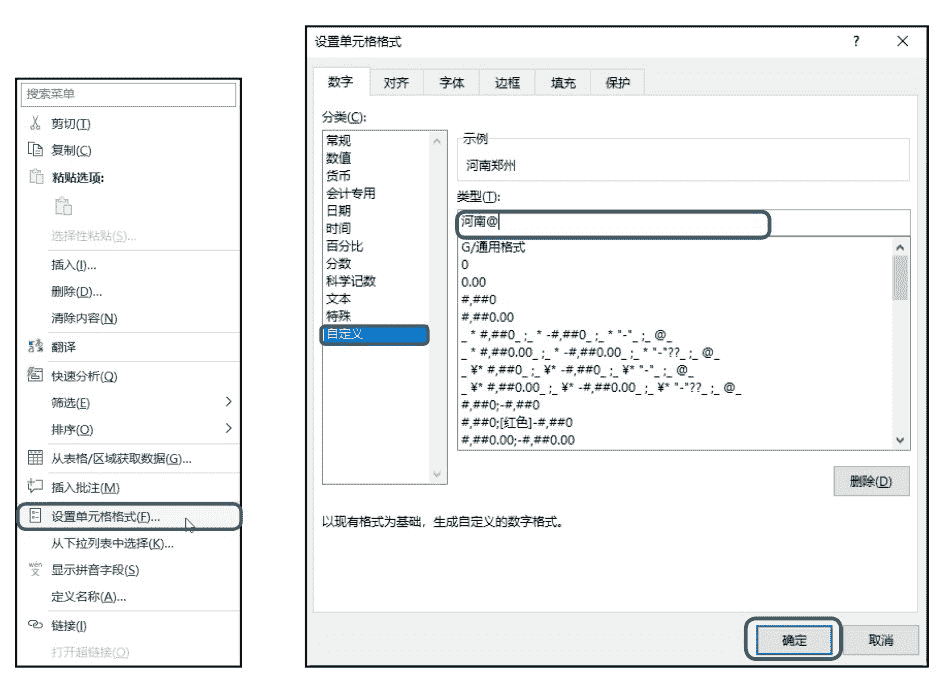 搜索菜单
剪切(T)
复制(C)
粘贴选项:
选择性粘贴(S)...
插入(I)...
删除(D)...
清除内容(N)
翻译
快速分析(Q)
筛选(E)
排序(O)
从表格/区域获取数据(G)...
插入批注(M)
设置单元格格式(F)...
从下拉列表中选择(K)...
wén
文
显示拼音字段(S)
定义名称(A)...
链接(I)
打开超链接(O)
设置单元格格式
?
数字 对齐 字体 边框 填充 保护
分类(C):
常规
数值
货币
会计专用
日期
时间
百分比
分数
科学记数
文本
特殊
自定义
示例
河南郑州
类型(T):
河南@
G/通用格式
0
0.00
#,##0
#,##0.00
_ * #,##0_ ;_ * -#,##0_ ;_ * "-"_ ;_ @_
_ * #,##0.00_ ;_ * -#,##0.00_ ;_ * "-"??_ ;_ @_
_ ¥* #,##0_ ;_ ¥* -#,##0_ ;_ ¥* "-"_ ;_ @_
_ ¥* #,##0.00_ ;_ ¥* -#,##0.00_ ;_ ¥* "-"??_ ;_ @_
#,##0;-#,##0
#,##0;[红色]-#,##0
#,##0.00;-#,##0.00
删除(D)
以现有格式为基础，生成自定义的数字格式。
确定 取消